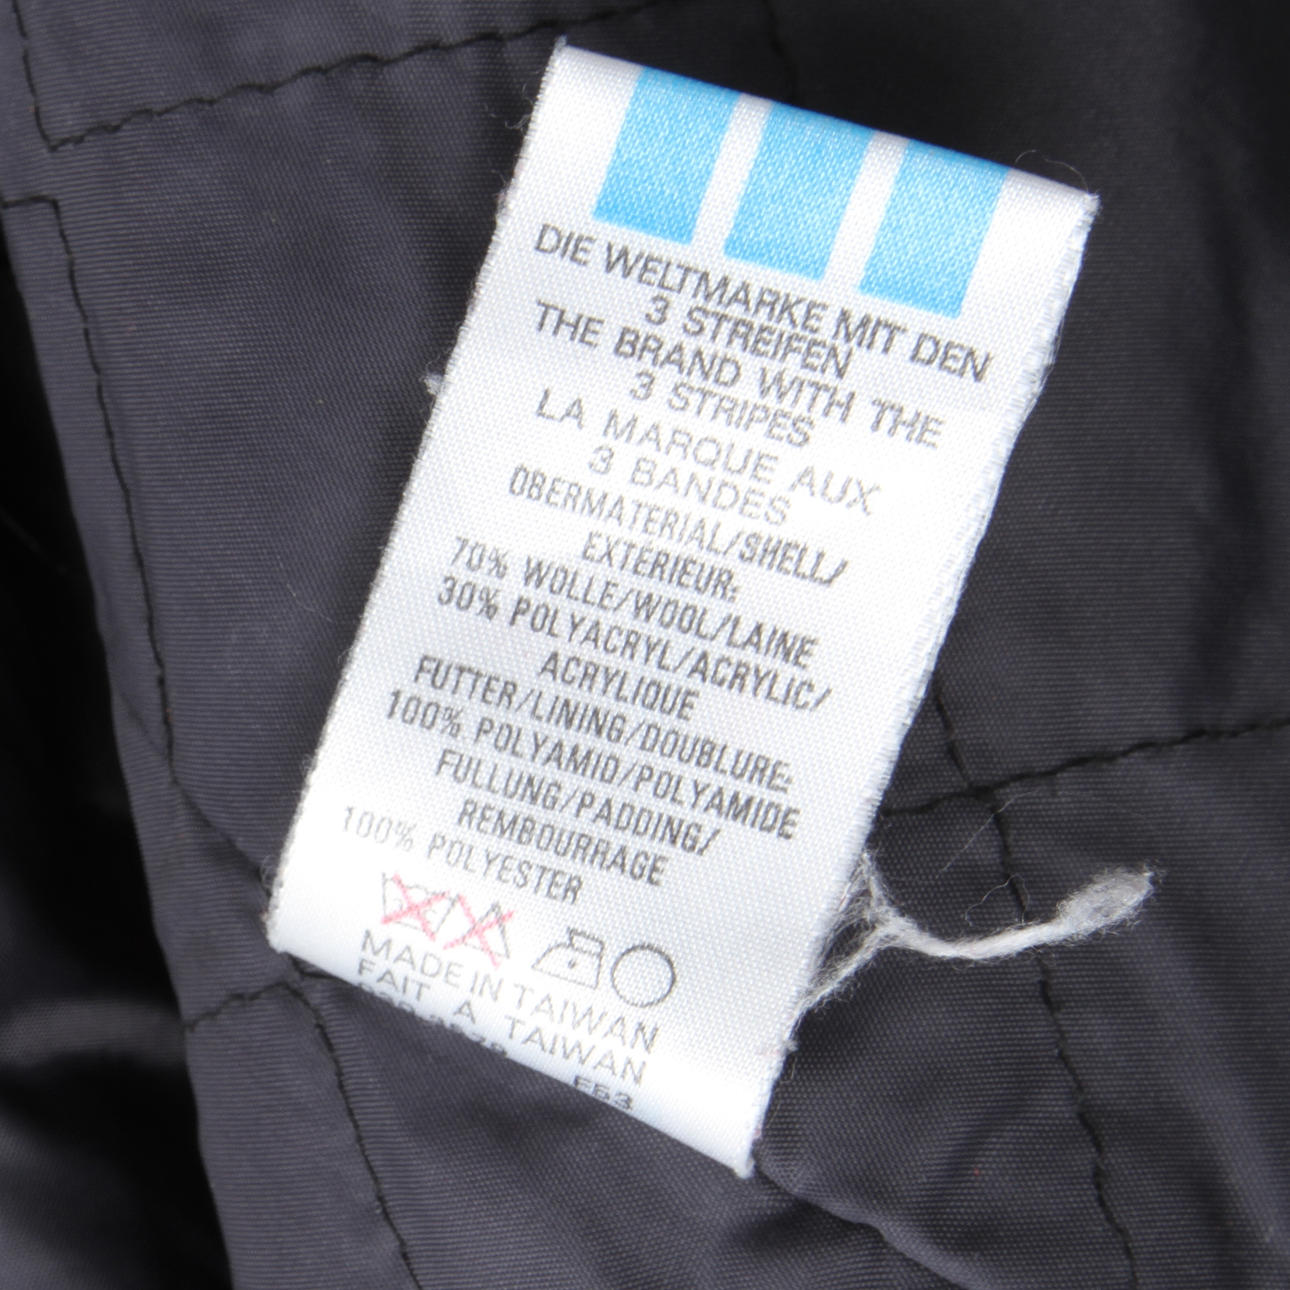 DIE WELTMARKE MIT DEN
3 STREIFEN
THE BRAND WITH THE
3 STRIPES
LA MARQUE AUX
3 BANDES
OBERMATERIAL/SHELL/
EXTERIEUR:
70% WOLLE/WOOL/LAINE
30% POLYACRYL/ACRYLIC/
ACRYLIQUE
FUTTER/LINING/DOUBLURE:
100% POLYAMID/POLYAMIDE
FULLUNG/PADDING/
REMBOURRAGE
100% POLYESTER
MADE IN TAIWAN
FAIT A TAIWAN